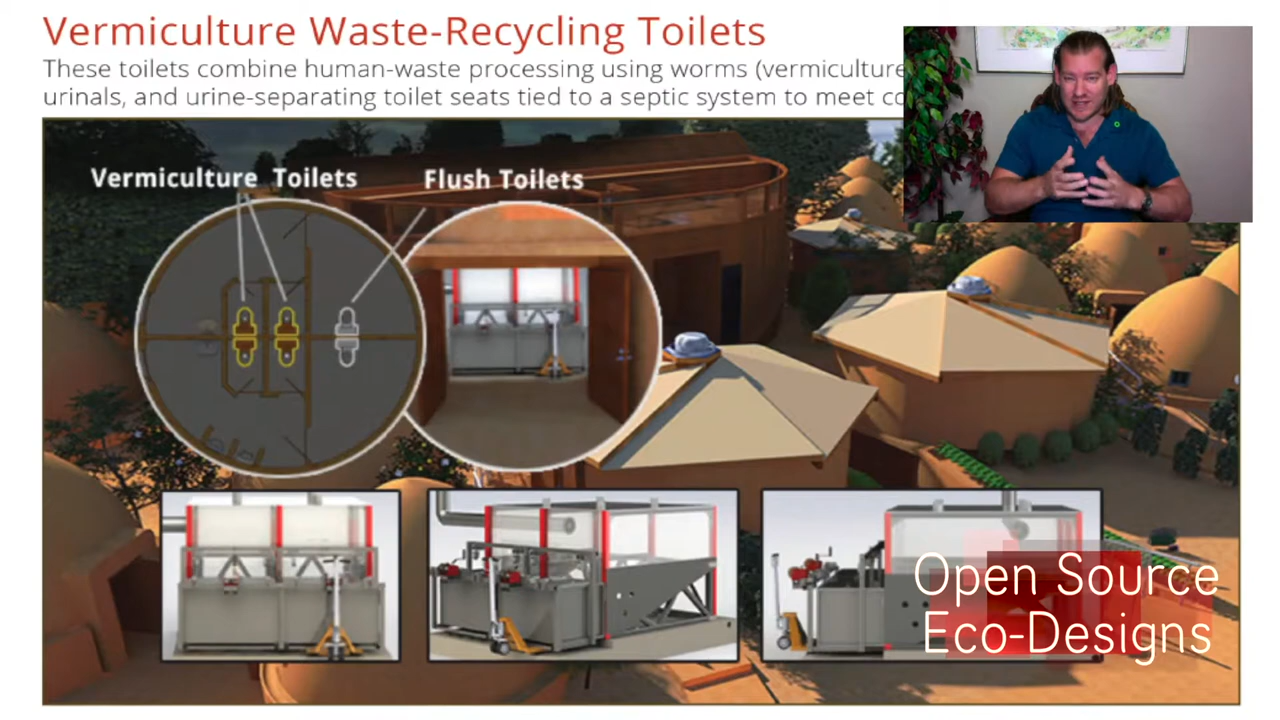 Vermiculture Waste-Recycling Toilets
These toilets combine human-waste processing using worms (vermiculture
urinals, and urine-separating toilet seats tied to a septic system to meet
Vermiculture Toilets
Flush Toilets
Open Source
Eco-Designs